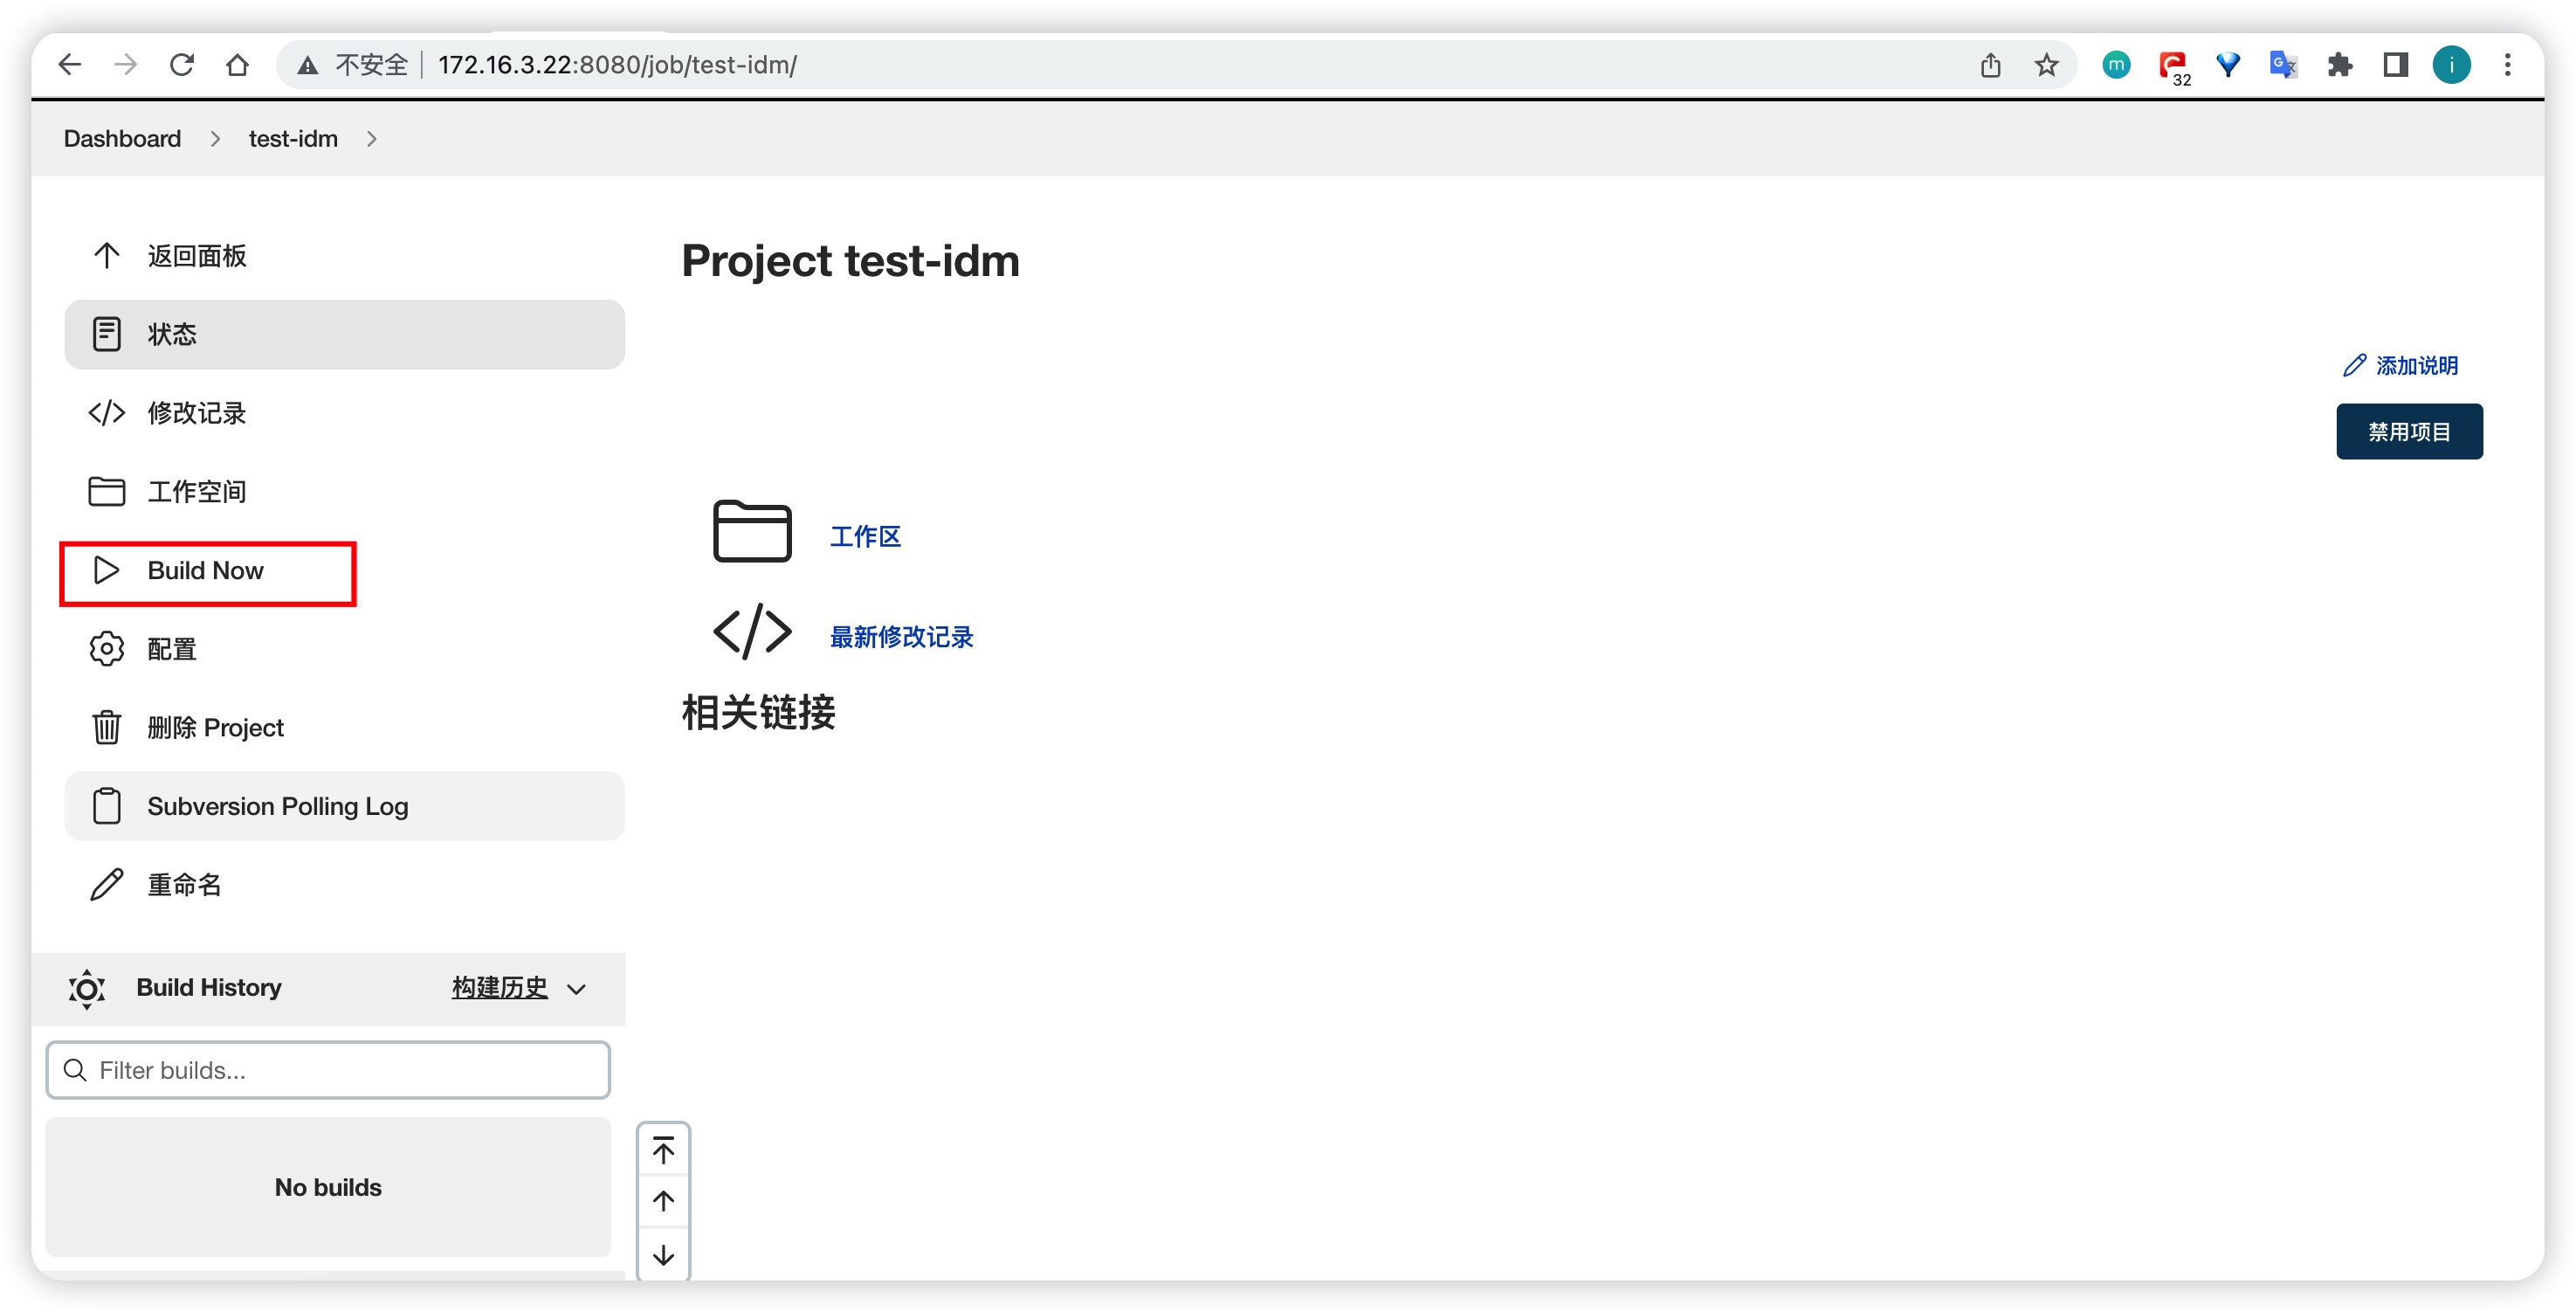 不安全 172.16.3.22:8080/job/test-idm/
m
32
G 文
i
Dashboard
test-idm
返回面板
状态
修改记录
工作空间
Build Now
配置
删除 Project
Subversion Polling Log
重命名
Build History
构建历史
Filter builds...
No builds
Project test-idm
添加说明
禁用项目
工作区
最新修改记录
相关链接